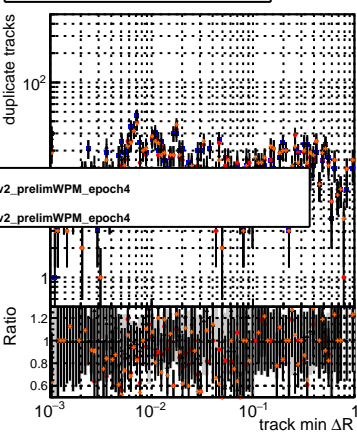 duplicate tracks
10²
v2_prelimWPM_epoch4
v2_prelimWPM_epoch4
1
Ratio
1.2
1
0.8
0.6
10⁻³ 10⁻² 10⁻¹ 1
track min ΔR